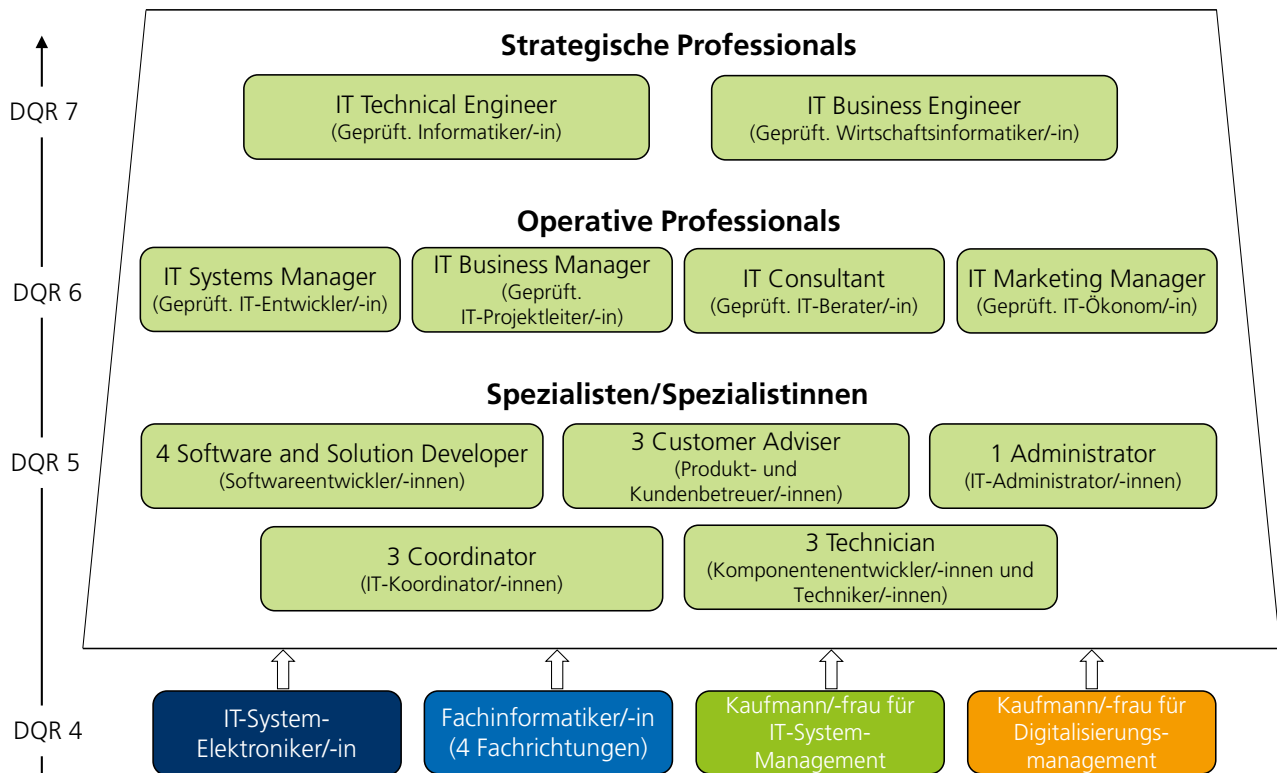 Strategische Professionals
DQR 7
IT Technical Engineer
(Geprüft. Informatiker/-in)
IT Business Engineer
(Geprüft. Wirtschaftsinformatiker/-in)
Operative Professionals
DQR 6
IT Systems Manager
(Geprüft. IT-Entwickler/-in)
IT Business Manager
(Geprüft.
IT-Projektleiter/-in)
IT Consultant
(Geprüft. IT-Berater/-in)
IT Marketing Manager
(Geprüft. IT-Ökonom/-in)
Spezialisten/Spezialistinnen
DQR 5
4 Software and Solution Developer
(Softwareentwickler/-innen)
3 Customer Adviser
(Produkt- und
Kundenbetreuer/-innen)
1 Administrator
(IT-Administrator/-innen)
3 Coordinator
(IT-Koordinator/-innen)
3 Technician
(Komponentenentwickler/-innen und
Techniker/-innen)
DQR 4
IT-System-
Elektroniker/-in
Fachinformatiker/-in
(4 Fachrichtungen)
Kaufmann/-frau für
IT-System-
Management
Kaufmann/-frau für
Digitalisierungs-
management